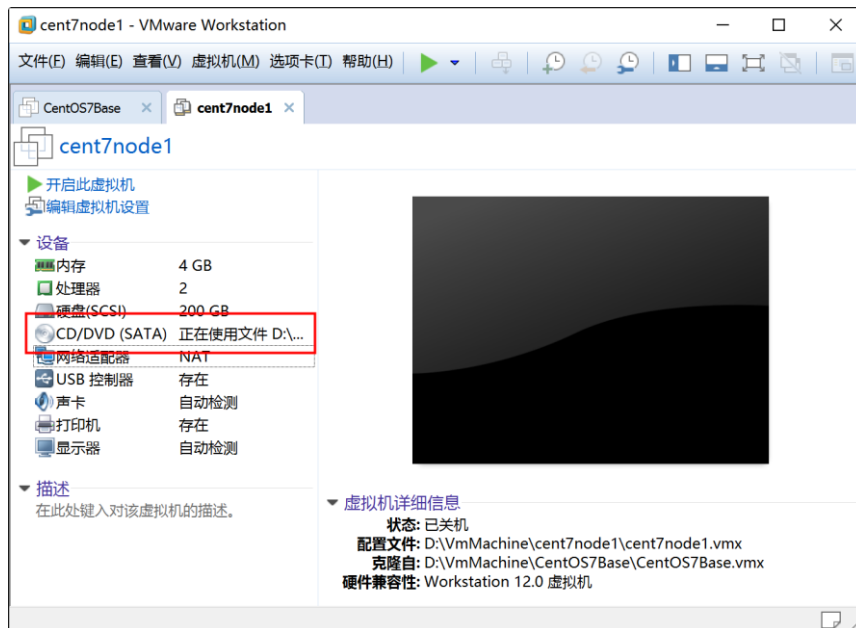 cent7node1 - VMware Workstation
文件(F) 编辑(E) 查看(V) 虚拟机(M) 选项卡(T) 帮助(H)
CentOS7Base cent7node1
cent7node1
开启此虚拟机
编辑虚拟机设置
设备
内存 4 GB
处理器 2
硬盘(SCSI) 200 GB
CD/DVD (SATA) 正在使用文件 D:\...
网络适配器 NAT
USB 控制器 存在
声卡 自动检测
打印机 存在
显示器 自动检测
描述
在此处键入对该虚拟机的描述。
虚拟机详细信息
状态: 已关机
配置文件: D:\VmMachine\cent7node1\cent7node1.vmx
克隆自: D:\VmMachine\CentOS7Base\CentOS7Base.vmx
硬件兼容性: Workstation 12.0 虚拟机